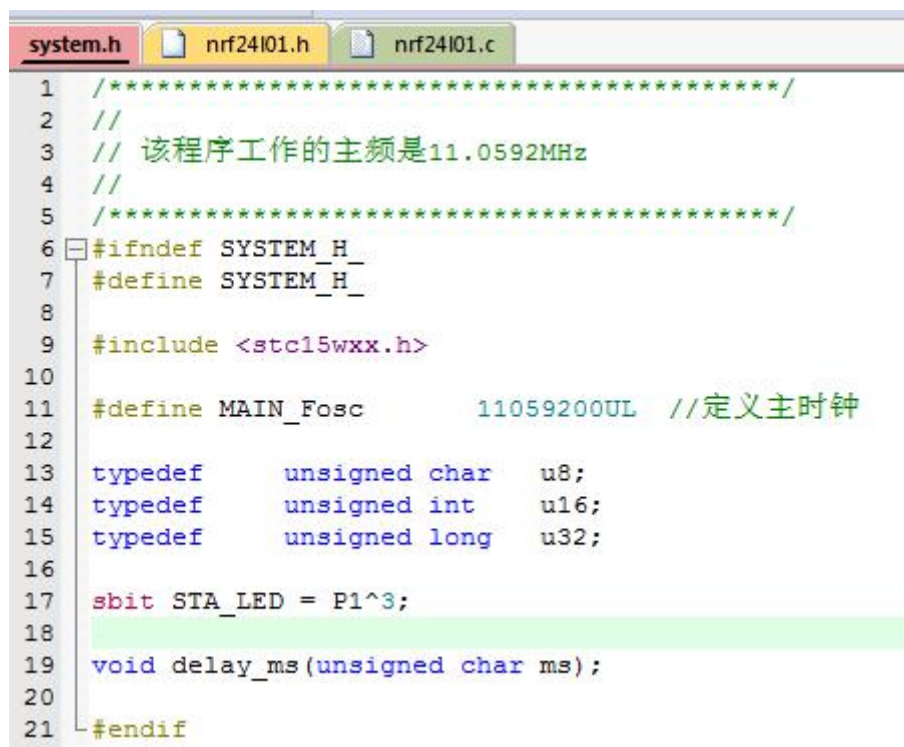 system.h nrf24l01.h nrf24l01.c
1 /******************************************/
2 //
3 // 该程序工作的主频是11.0592MHz
4 //
5 /******************************************/
6 #ifndef SYSTEM_H_
7 #define SYSTEM_H_
8
9 #include <stc15wxx.h>
10
11 #define MAIN_Fosc 11059200UL //定义主时钟
12
13 typedef unsigned char u8;
14 typedef unsigned int u16;
15 typedef unsigned long u32;
16
17 sbit STA_LED = P1^3;
18
19 void delay_ms(unsigned char ms);
20
21 #endif